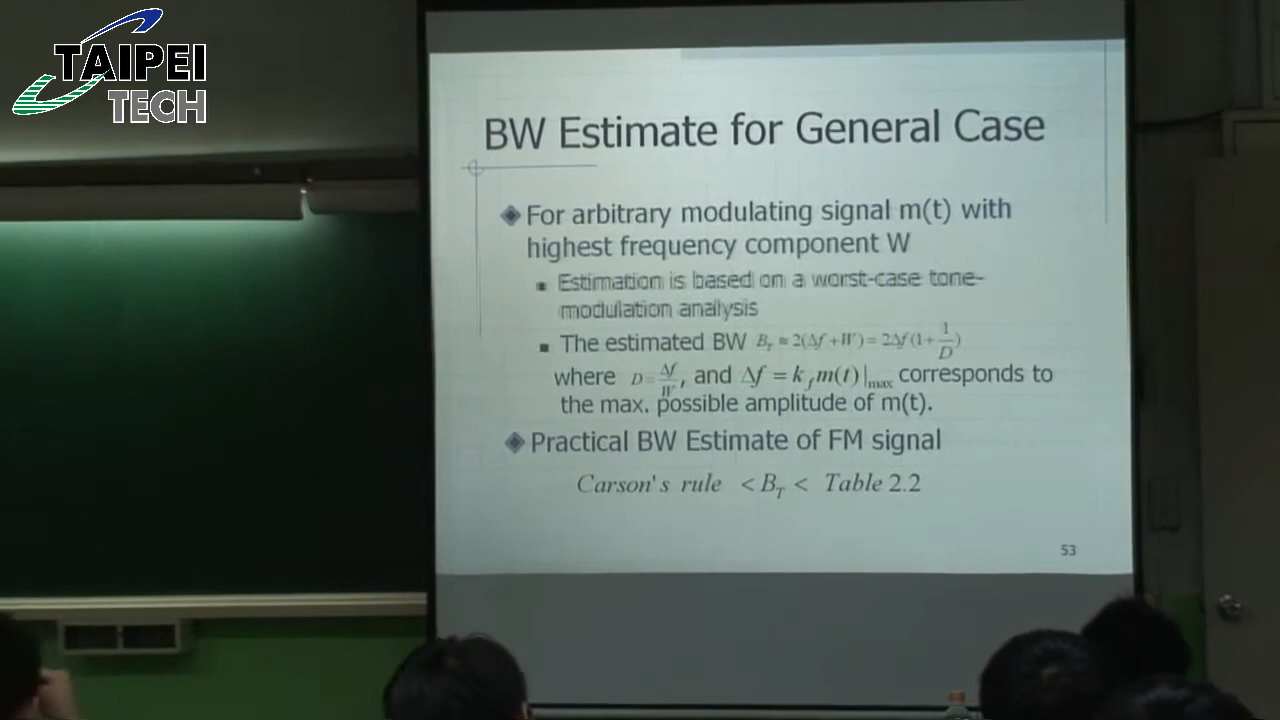 TAIPEI
TECH
BW Estimate for General Case
For arbitrary modulating signal m(t) with
highest frequency component W
Estimation is based on a worst-case tone-
modulation analysis
The estimated BW B_T ≈ 2(Δf + W) = 2Δf(1 + 1/D)
where D = Δf/W, and Δf = k_f m(t)|_max corresponds to
the max. possible amplitude of m(t).
Practical BW Estimate of FM signal
Carson's rule < B_T < Table 2.2
53